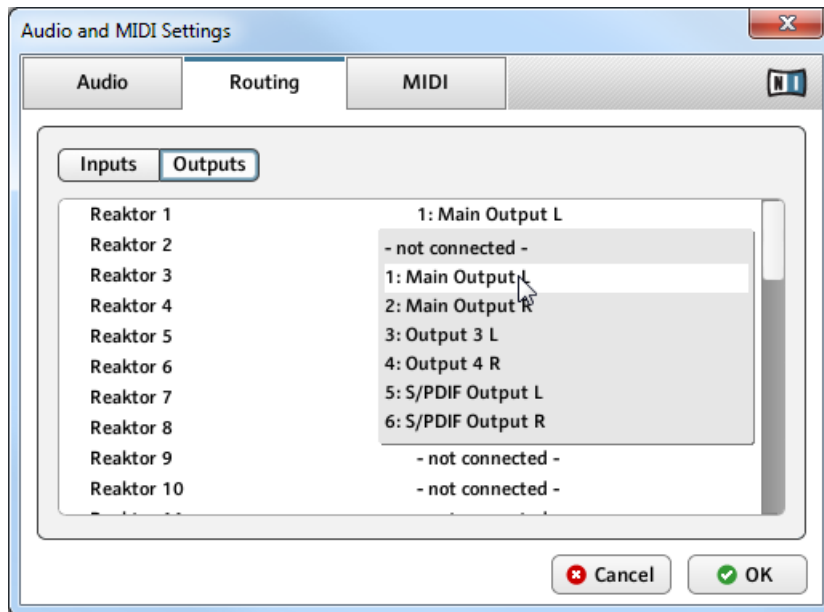 Audio and MIDI Settings
Audio Routing MIDI
Inputs Outputs
Reaktor 1 1: Main Output L
Reaktor 2 - not connected -
Reaktor 3 1: Main Output L
Reaktor 4 2: Main Output R
Reaktor 5 3: Output 3 L
Reaktor 6 4: Output 4 R
Reaktor 7 5: S/PDIF Output L
Reaktor 8 6: S/PDIF Output R
Reaktor 9 - not connected -
Reaktor 10 - not connected -
Cancel OK